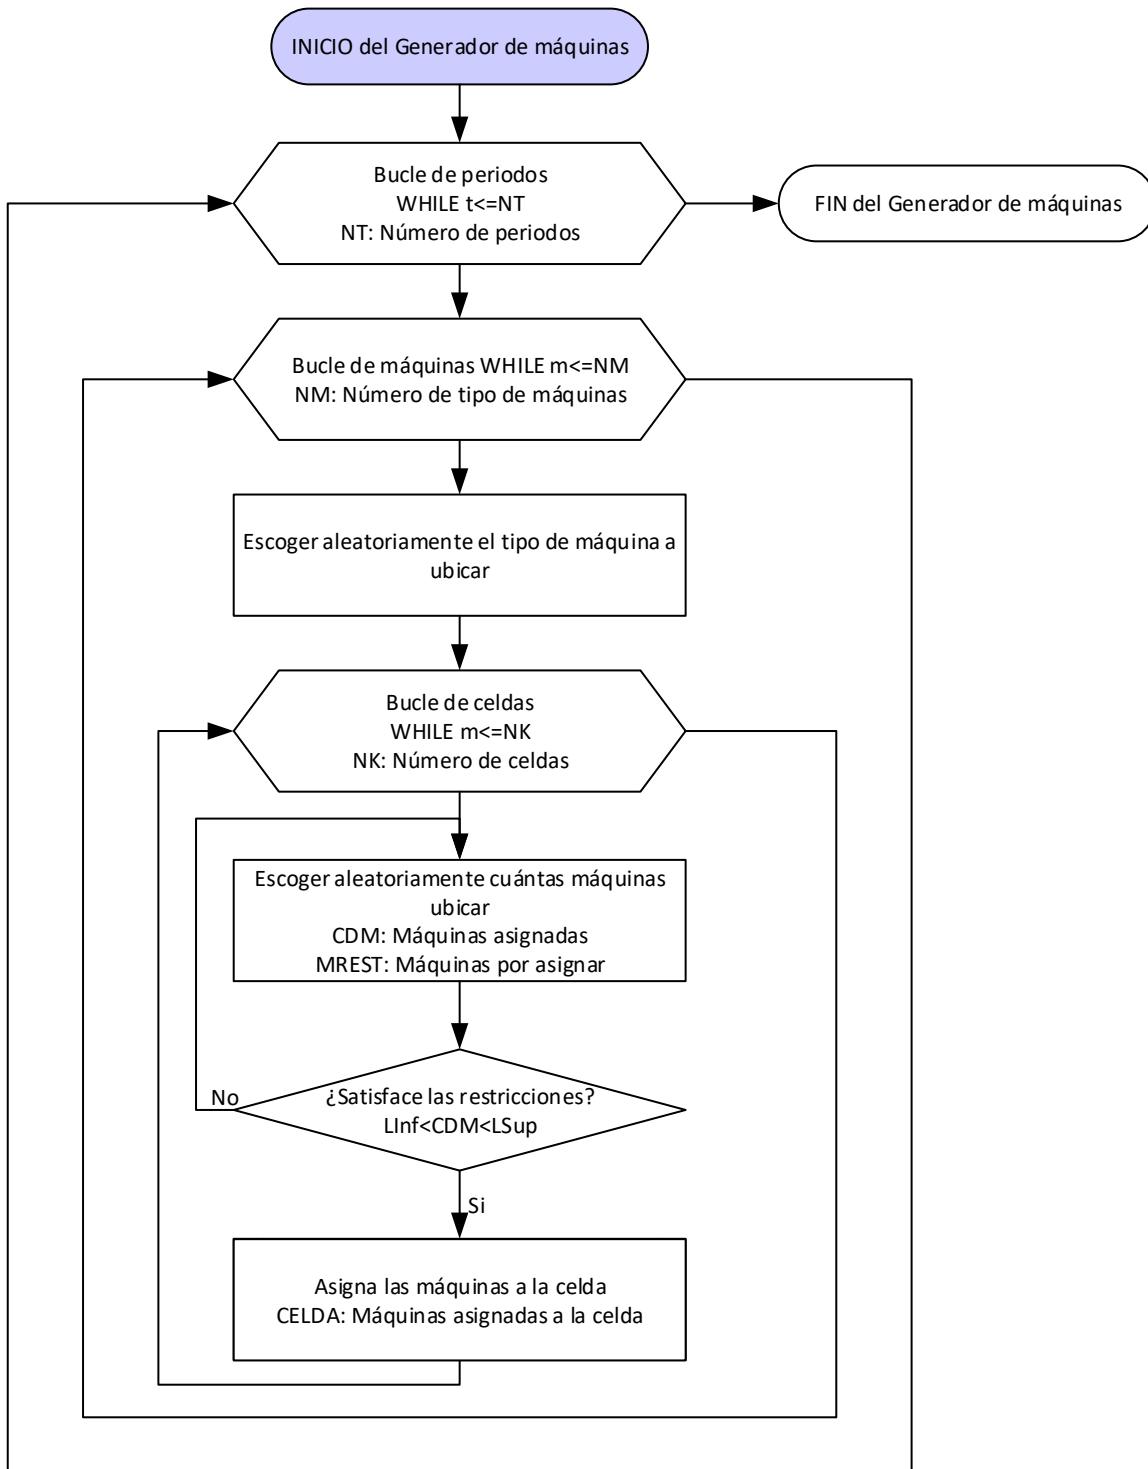 INICIO del Generador de máquinas
Bucle de periodos
WHILE t<=NT
NT: Número de periodos
FIN del Generador de máquinas
Bucle de máquinas WHILE m<=NM
NM: Número de tipo de máquinas
Escoger aleatoriamente el tipo de máquina a
ubicar
Bucle de celdas
WHILE m<=NK
NK: Número de celdas
Escoger aleatoriamente cuántas máquinas
ubicar
CDM: Máquinas asignadas
MREST: Máquinas por asignar
No
¿Satisface las restricciones?
LInf<CDM<LSup
Si
Asigna las máquinas a la celda
CELDA: Máquinas asignadas a la celda